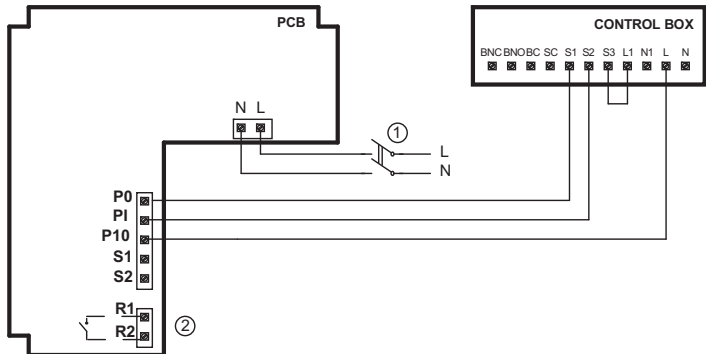 PCB
CONTROL BOX
BNC BNO BC SC S1 S2 S3 L1 N1 L N
N L
1
L
N
P0
PI
P10
S1
S2
R1
R2
2